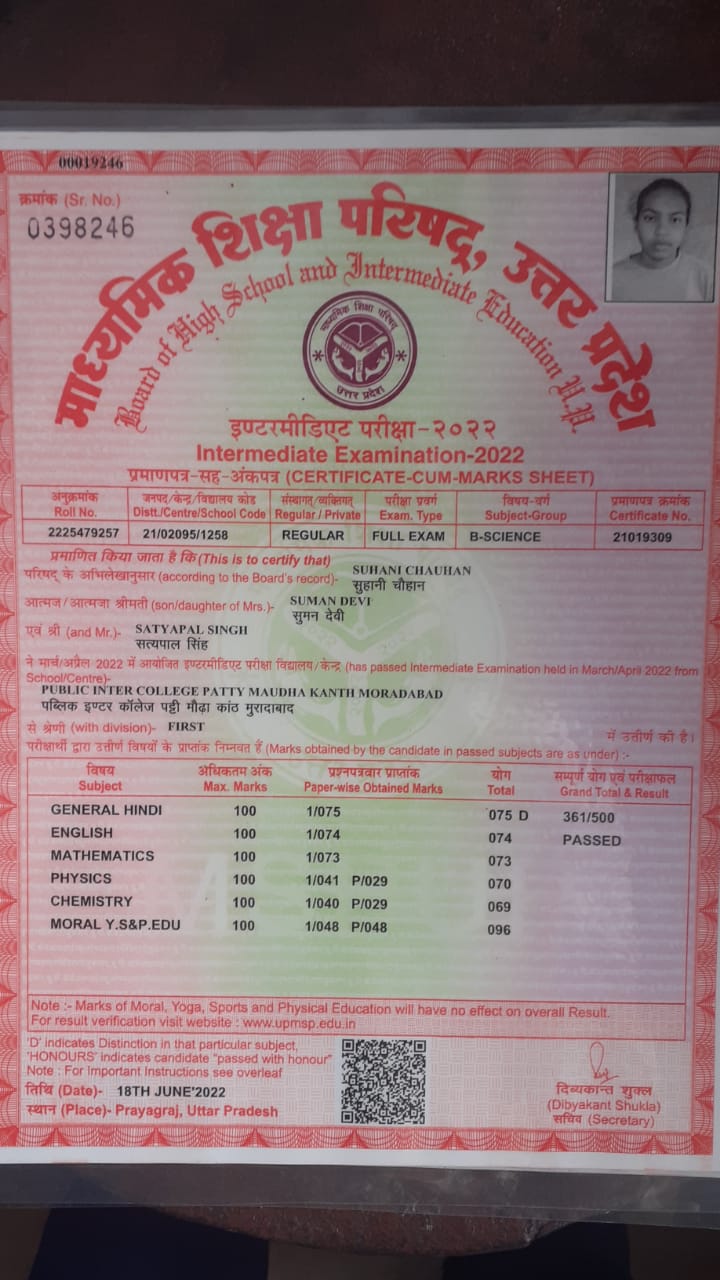 00019246
क्रमांक (Sr. No.)
0398246
माध्यमिक शिक्षा परिषद्, उत्तर प्रदेश
Board of High School and Intermediate Education U.P.
माध्यमिक शिक्षा परिषद्
उत्तर प्रदेश
इण्टरमीडिएट परीक्षा-२०२२
Intermediate Examination-2022
प्रमाणपत्र-सह-अंकपत्र (CERTIFICATE-CUM-MARKS SHEET)
अनुक्रमांक जनपद/केन्द्र/विद्यालय कोड संस्थागत/व्यक्तिगत परीक्षा प्रवर्ग विषय-वर्ग प्रमाणपत्र क्रमांक
Roll No. Distt./Centre/School Code Regular / Private Exam. Type Subject-Group Certificate No.
2225479257 21/02095/1258 REGULAR FULL EXAM B-SCIENCE 21019309
प्रमाणित किया जाता है कि (This is to certify that)
परिषद् के अभिलेखानुसार (according to the Board's record)- SUHANI CHAUHAN
सुहानी चौहान
आत्मज/आत्मजा श्रीमती (son/daughter of Mrs.)- SUMAN DEVI
सुमन देवी
एवं श्री (and Mr.)- SATYAPAL SINGH
सत्यपाल सिंह
ने मार्च/अप्रैल 2022 में आयोजित इण्टरमीडिएट परीक्षा विद्यालय/केन्द्र (has passed Intermediate Examination held in March/April 2022 from
School/Centre)-
PUBLIC INTER COLLEGE PATTY MAUDHA KANTH MORADABAD
पब्लिक इण्टर कॉलेज पट्टी मौढ़ा कांठ मुरादाबाद
से श्रेणी (with division)- FIRST में उत्तीर्ण की है।
परीक्षार्थी द्वारा उत्तीर्ण विषयों के प्राप्तांक निम्नवत हैं (Marks obtained by the candidate in passed subjects are as under) :-
विषय अधिकतम अंक प्रश्नपत्रवार प्राप्तांक योग सम्पूर्ण योग एवं परीक्षाफल
Subject Max. Marks Paper-wise Obtained Marks Total Grand Total & Result
GENERAL HINDI 100 1/075 075 D 361/500
ENGLISH 100 1/074 074 PASSED
MATHEMATICS 100 1/073 073
PHYSICS 100 1/041 P/029 070
CHEMISTRY 100 1/040 P/029 069
MORAL Y.S&P.EDU 100 1/048 P/048 096
Note :- Marks of Moral, Yoga, Sports and Physical Education will have no effect on overall Result.
For result verification visit website : www.upmsp.edu.in
'D' indicates Distinction in that particular subject,
'HONOURS' indicates candidate "passed with honour"
Note : For Important Instructions see overleaf
तिथि (Date)- 18TH JUNE'2022
स्थान (Place)- Prayagraj, Uttar Pradesh
दिव्यकान्त शुक्ल
(Dibyakant Shukla)
सचिव (Secretary)